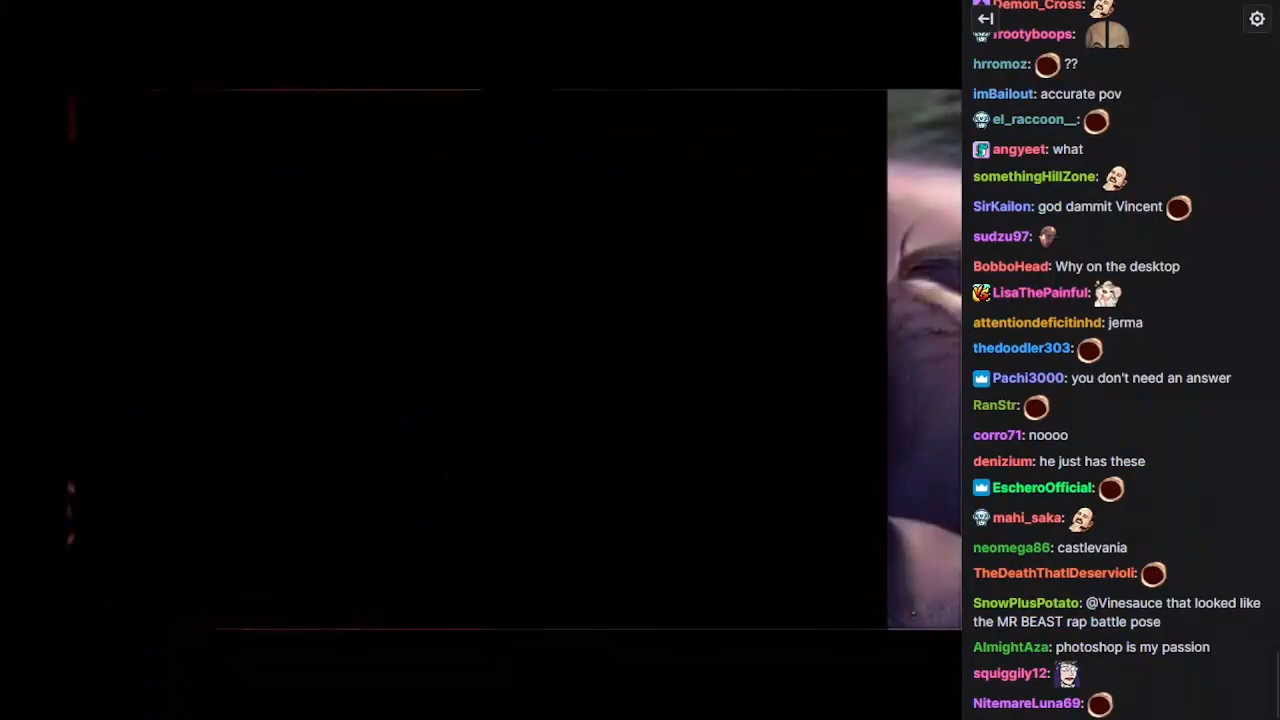 Demon_Cross:
frootyboops:
hrromoz: ??
imBailout: accurate pov
el_raccoon__:
angyeet: what
somethingHillZone:
SirKailon: god dammit Vincent
sudzu97:
BobboHead: Why on the desktop
LisaThePainful:
attentiondeficitinhd: jerma
thedoodler303:
Pachi3000: you don't need an answer
RanStr:
corro71: noooo
denizium: he just has these
EscheroOfficial:
mahi_saka:
neomega86: castlevania
TheDeathThatIDeservioli:
SnowPlusPotato: @Vinesauce that looked like
the MR BEAST rap battle pose
AlmightAza: photoshop is my passion
squiggily12:
NitemareLuna69: